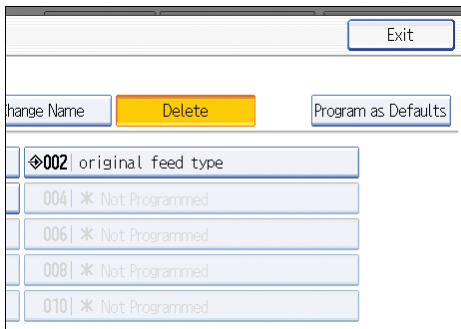 Exit
Change Name Delete Program as Defaults
002 original feed type
004 * Not Programmed
006 * Not Programmed
008 * Not Programmed
010 * Not Programmed